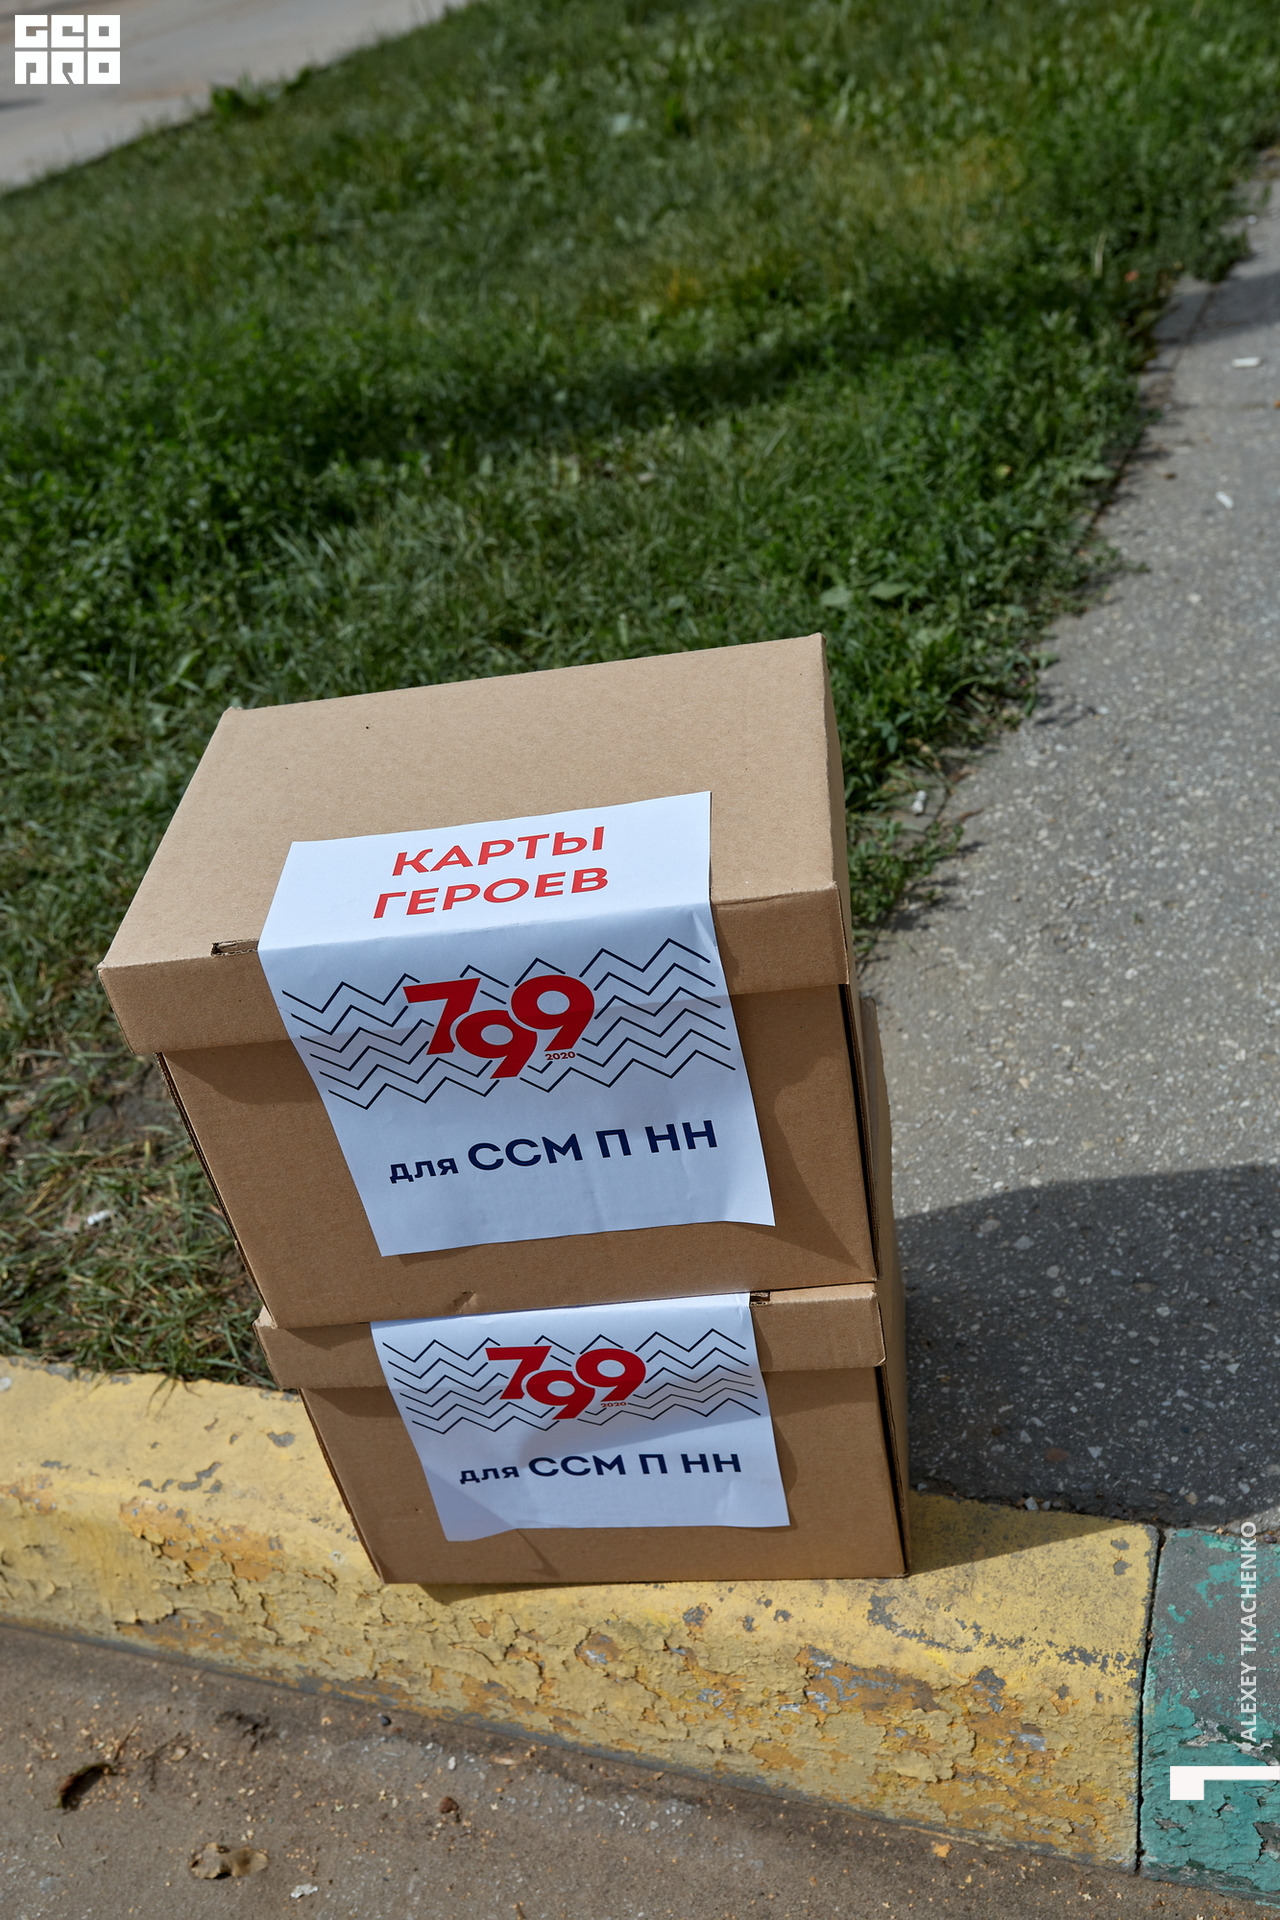 GEO
PRO
КАРТЫ
ГЕРОЕВ
799
2020
для ССМ П НН
799
2020
для ССМ П НН
ALEXEY TKACHENKO